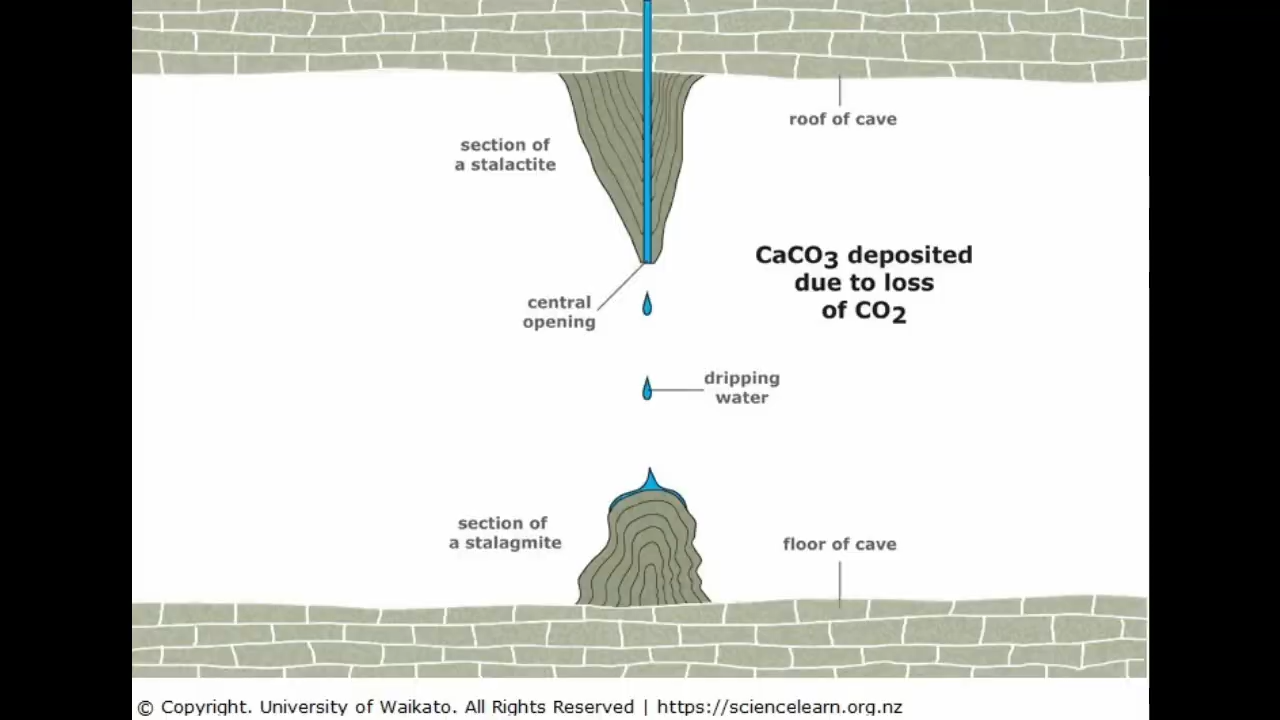 roof of cave
section of
a stalactite
CaCO3 deposited
due to loss
of CO2
central
opening
dripping
water
section of
a stalagmite
floor of cave
© Copyright. University of Waikato. All Rights Reserved | https://sciencelearn.org.nz